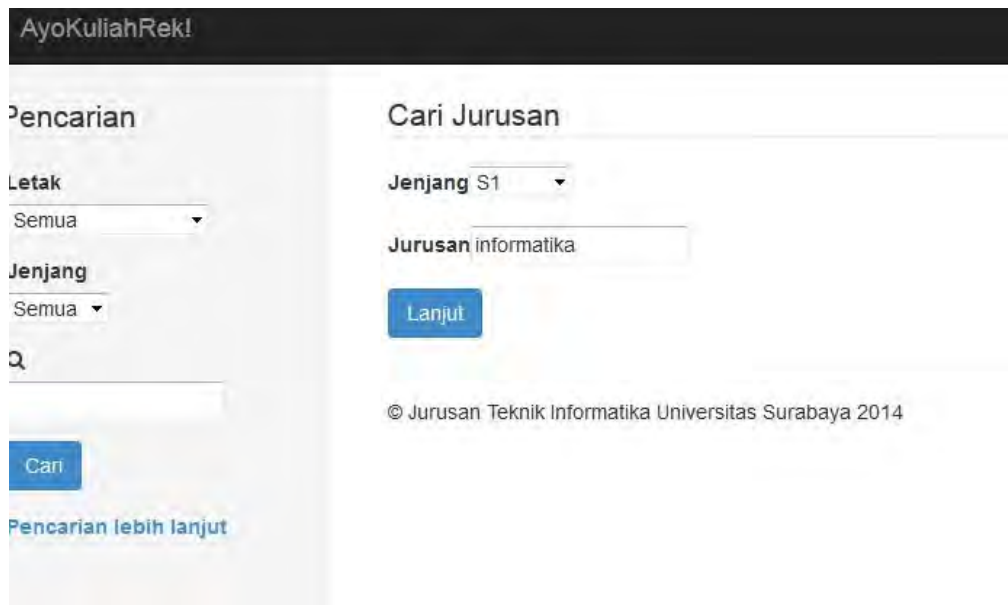 AyoKuliahRek!
Pencarian
Letak
Semua
Jenjang
Semua
Cari
Pencarian lebih lanjut
Cari Jurusan
Jenjang S1
Jurusan informatika
Lanjut
© Jurusan Teknik Informatika Universitas Surabaya 2014